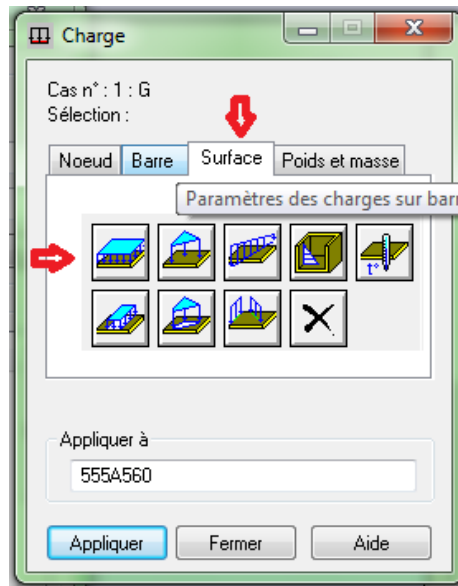 Charge
Cas n° : 1 : G
Sélection :
Noeud Barre Surface Poids et masse
Paramètres des charges sur barr
t°
Appliquer à
555A560
Appliquer Fermer Aide